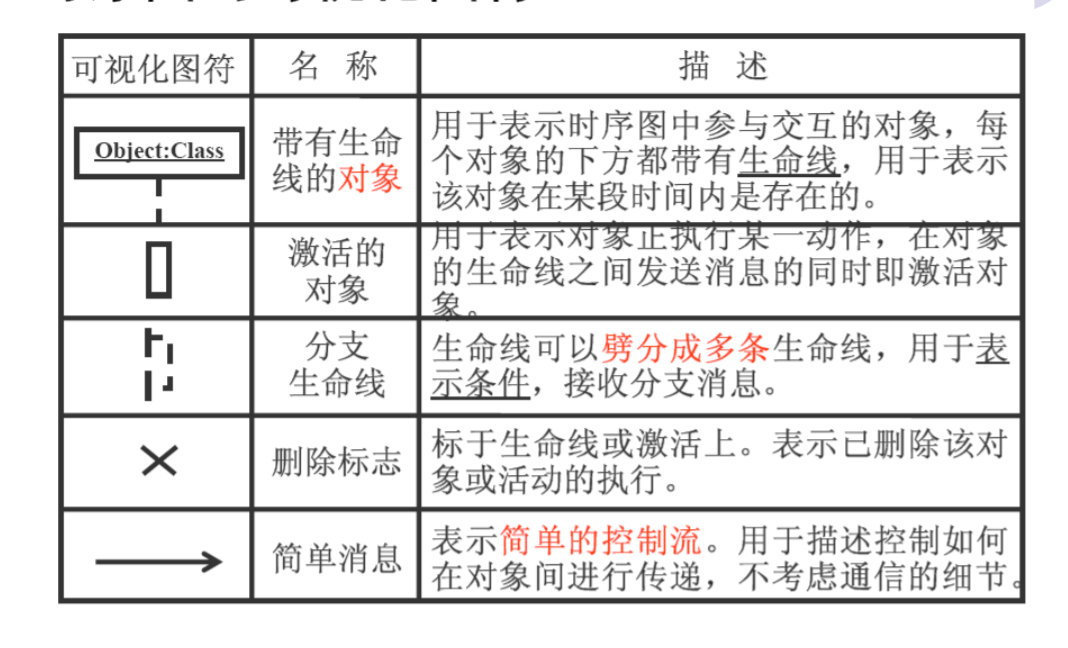 可视化图符 名 称 描 述
Object:Class
带有生命
线的对象
用于表示时序图中参与交互的对象，每
个对象的下方都带有生命线，用于表示
该对象在某段时间内是存在的。
激活的
对象
用于表示对象正执行某一动作，在对象
的生命线之间发送消息的同时即激活对
象。
分支
生命线
生命线可以劈分成多条生命线，用于表
示条件，接收分支消息。
删除标志
标于生命线或激活上。表示已删除该对
象或活动的执行。
简单消息
表示简单的控制流。用于描述控制如何
在对象间进行传递，不考虑通信的细节。